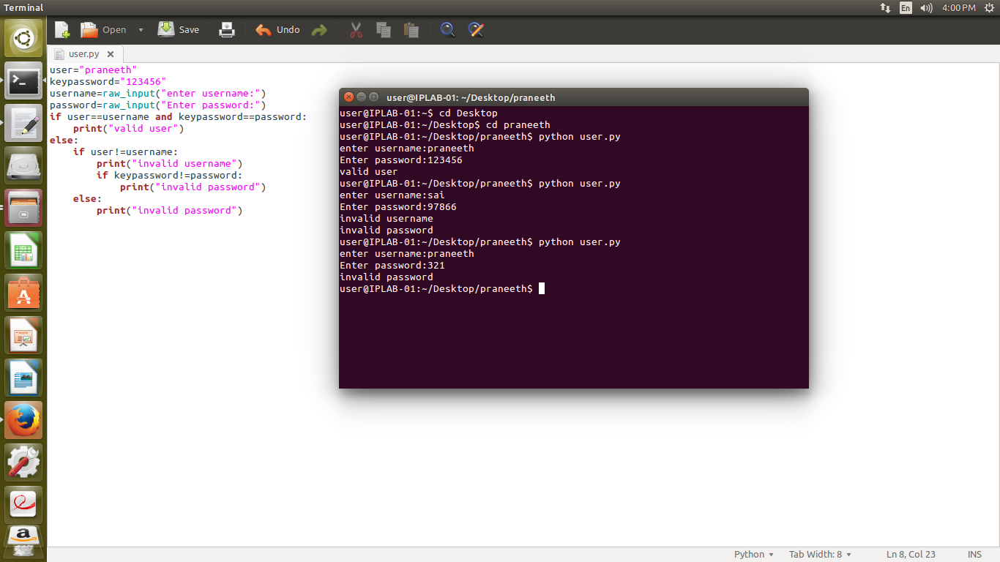 Terminal
En
4:00 PM
Open
Save
Undo
user.py
user="praneeth"
keypassword="123456"
username=raw_input("enter username:")
password=raw_input("Enter password:")
if user==username and keypassword==password:
    print("valid user")
else:
    if user!=username:
        print("invalid username")
        if keypassword!=password:
            print("invalid password")
    else:
        print("invalid password")
user@IPLAB-01: ~/Desktop/praneeth
user@IPLAB-01:~$ cd Desktop
user@IPLAB-01:~/Desktop$ cd praneeth
user@IPLAB-01:~/Desktop/praneeth$ python user.py
enter username:praneeth
Enter password:123456
valid user
user@IPLAB-01:~/Desktop/praneeth$ python user.py
enter username:sai
Enter password:97866
invalid username
invalid password
user@IPLAB-01:~/Desktop/praneeth$ python user.py
enter username:praneeth
Enter password:321
invalid password
user@IPLAB-01:~/Desktop/praneeth$
a
Python
Tab Width: 8
Ln 8, Col 23
INS